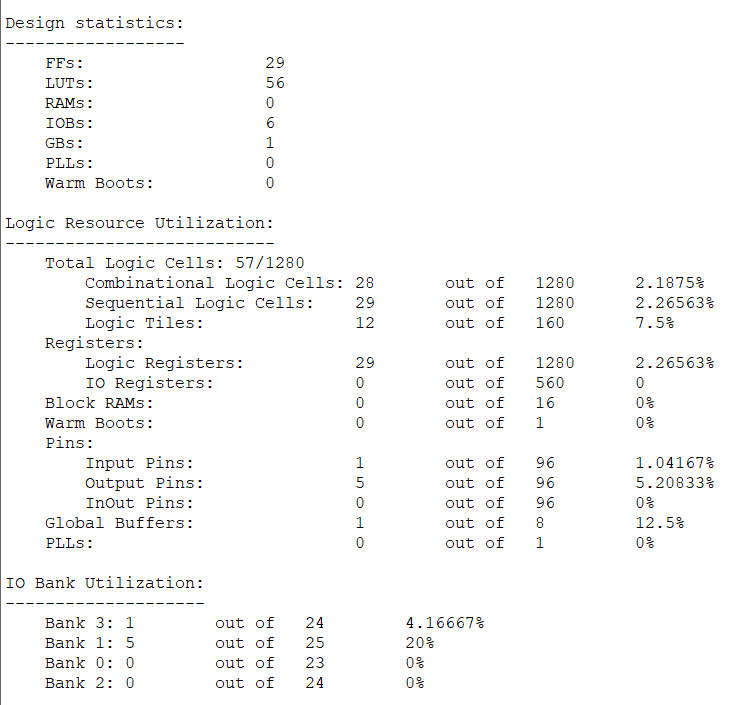 Design statistics:
------------------
    FFs:                  29
    LUTs:                 56
    RAMs:                 0
    IOBs:                 6
    GBs:                  1
    PLLs:                 0
    Warm Boots:           0

Logic Resource Utilization:
---------------------------
    Total Logic Cells: 57/1280
        Combinational Logic Cells: 28       out of   1280      2.1875%
        Sequential Logic Cells:    29       out of   1280      2.26563%
        Logic Tiles:               12       out of   160       7.5%
    Registers:
        Logic Registers:           29       out of   1280      2.26563%
        IO Registers:              0        out of   560       0
    Block RAMs:                    0        out of   16        0%
    Warm Boots:                    0        out of   1         0%
    Pins:
        Input Pins:                1        out of   96        1.04167%
        Output Pins:               5        out of   96        5.20833%
        InOut Pins:                0        out of   96        0%
    Global Buffers:                1        out of   8         12.5%
    PLLs:                          0        out of   1         0%

IO Bank Utilization:
--------------------
    Bank 3: 1        out of   24        4.16667%
    Bank 1: 5        out of   25        20%
    Bank 0: 0        out of   23        0%
    Bank 2: 0        out of   24        0%